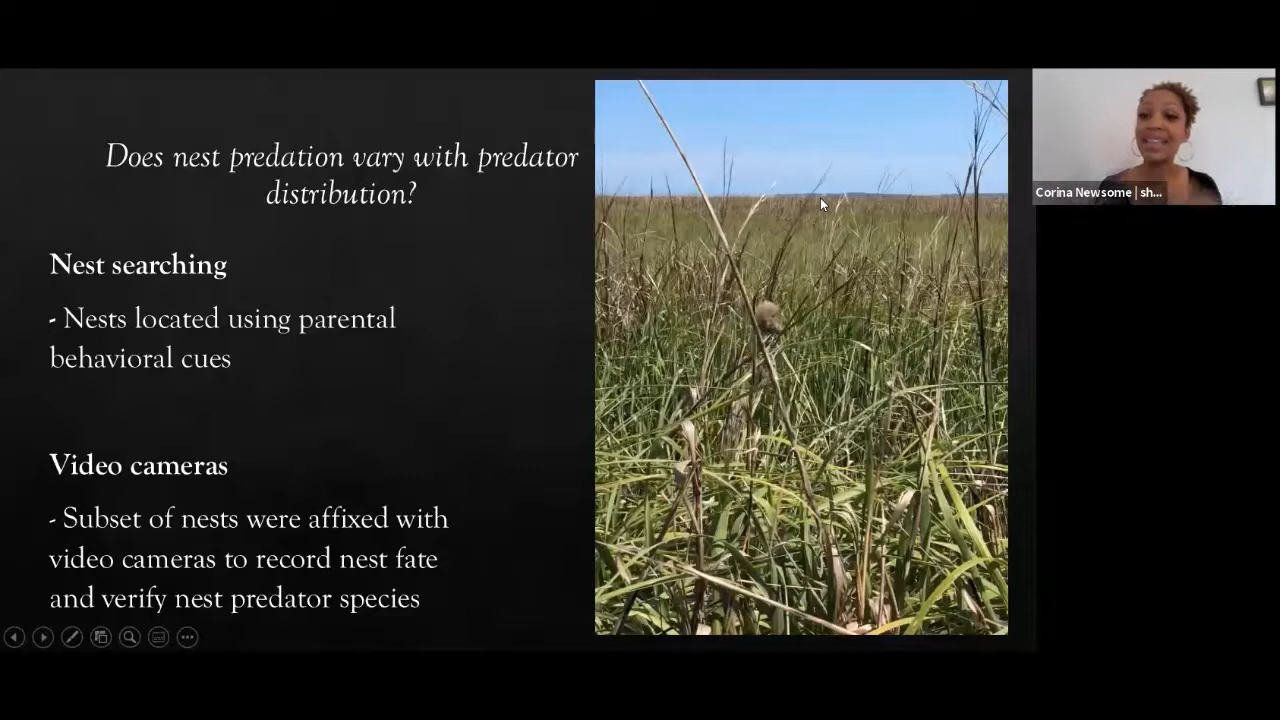 Does nest predation vary with predator
distribution?
Nest searching
- Nests located using parental
behavioral cues
Video cameras
- Subset of nests were affixed with
video cameras to record nest fate
and verify nest predator species
Corina Newsome | sh...